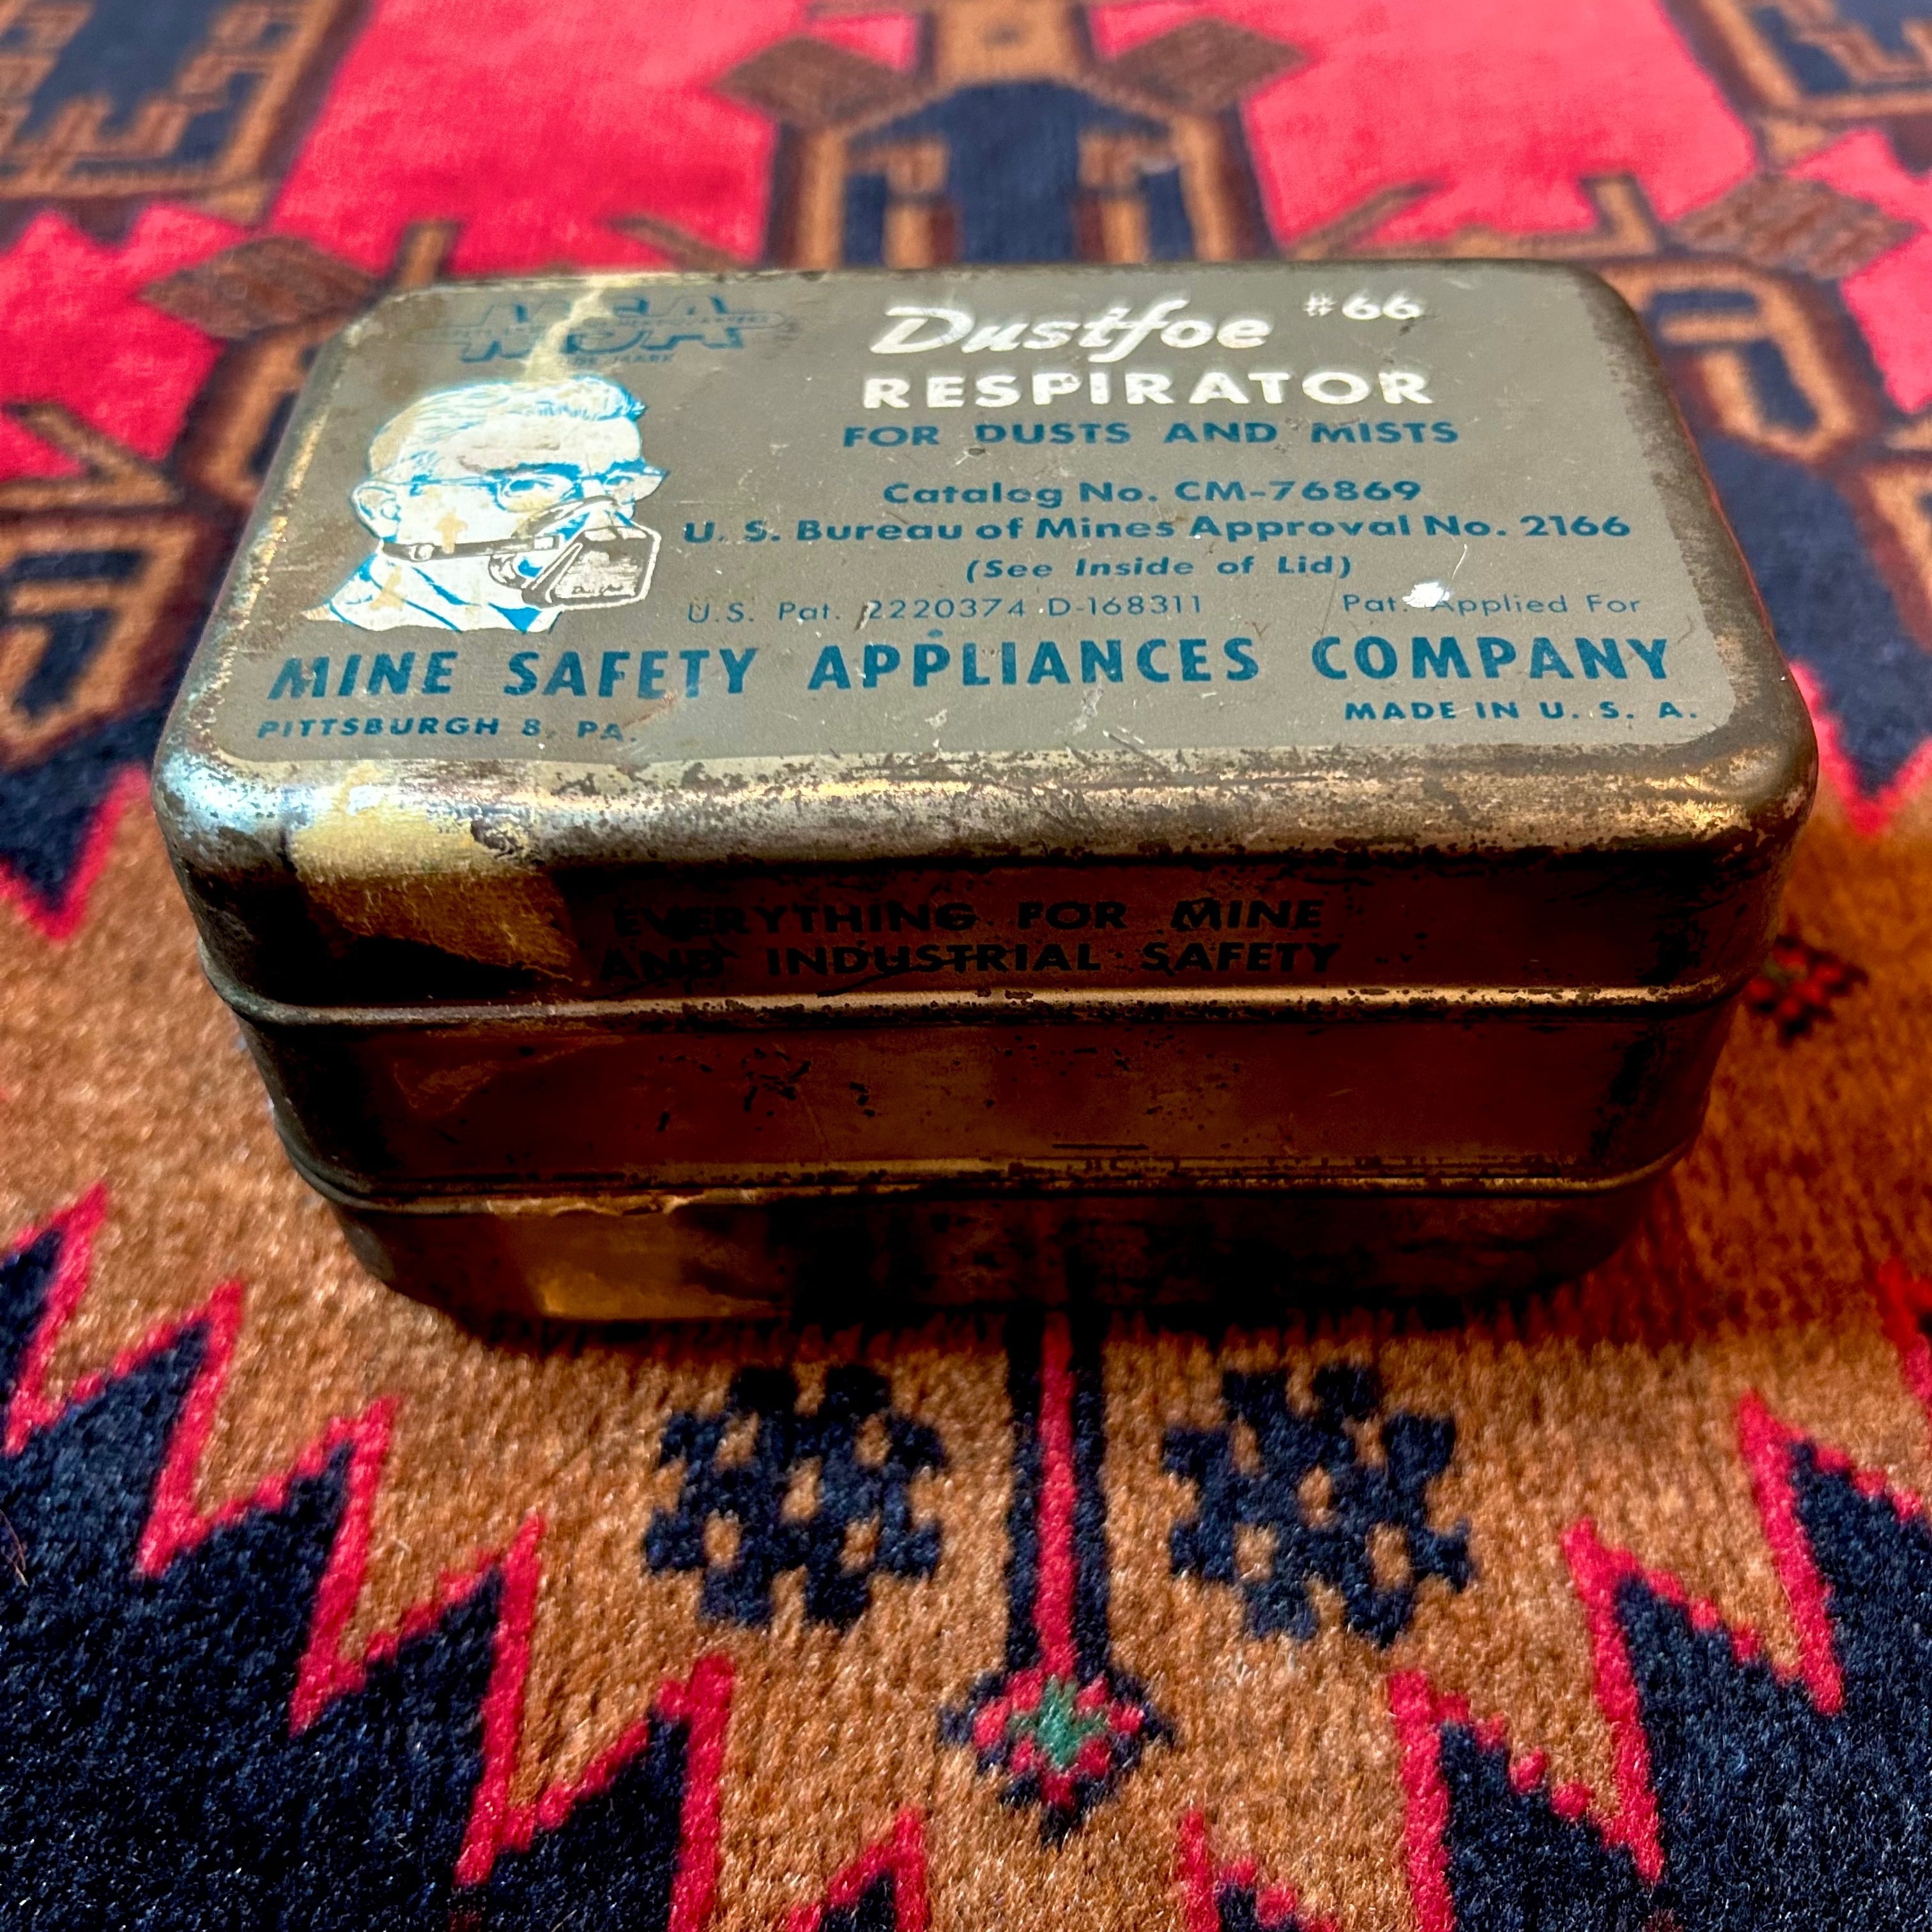 MSA
Dustfoe #66
RESPIRATOR
FOR DUSTS AND MISTS
Catalog No. CM-76869
U. S. Bureau of Mines Approval No. 2166
(See Inside of Lid)
U.S. Pat. 2220374 D-168311 Pat. Applied For
MINE SAFETY APPLIANCES COMPANY
PITTSBURGH 8, PA. MADE IN U. S. A.
EVERYTHING FOR MINE
AND INDUSTRIAL SAFETY